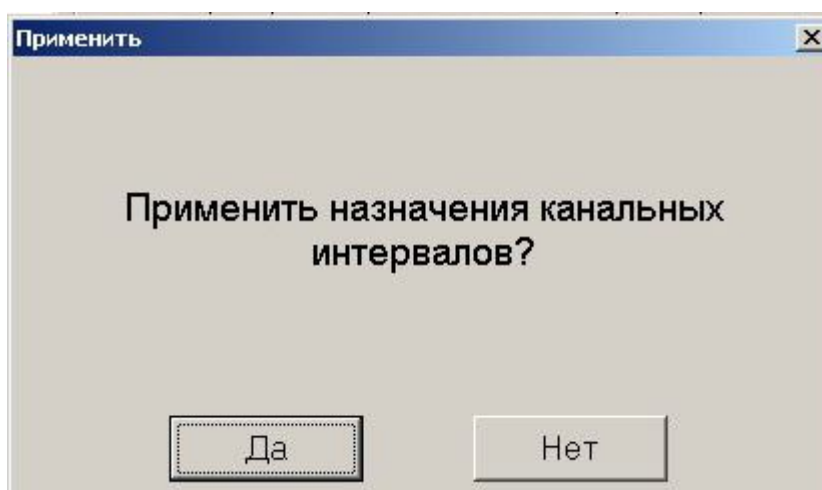 Применить
Применить назначения канальных
интервалов?
Да
Нет